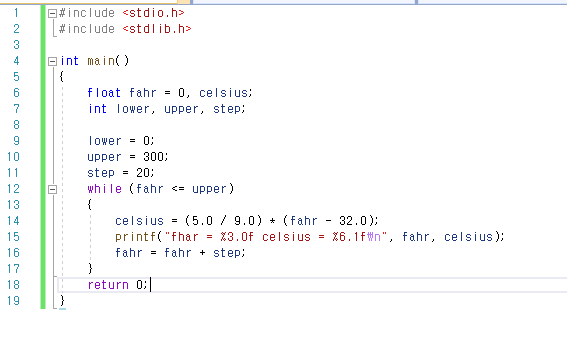 1 #include <stdio.h>
2 #include <stdlib.h>
3
4 int main()
5 {
6 float fahr = 0, celsius;
7 int lower, upper, step;
8
9 lower = 0;
10 upper = 300;
11 step = 20;
12 while (fahr <= upper)
13 {
14 celsius = (5.0 / 9.0) * (fahr - 32.0);
15 printf("fhar = %3.0f celsius = %6.1f₩n", fahr, celsius);
16 fahr = fahr + step;
17 }
18 return 0;
19 }